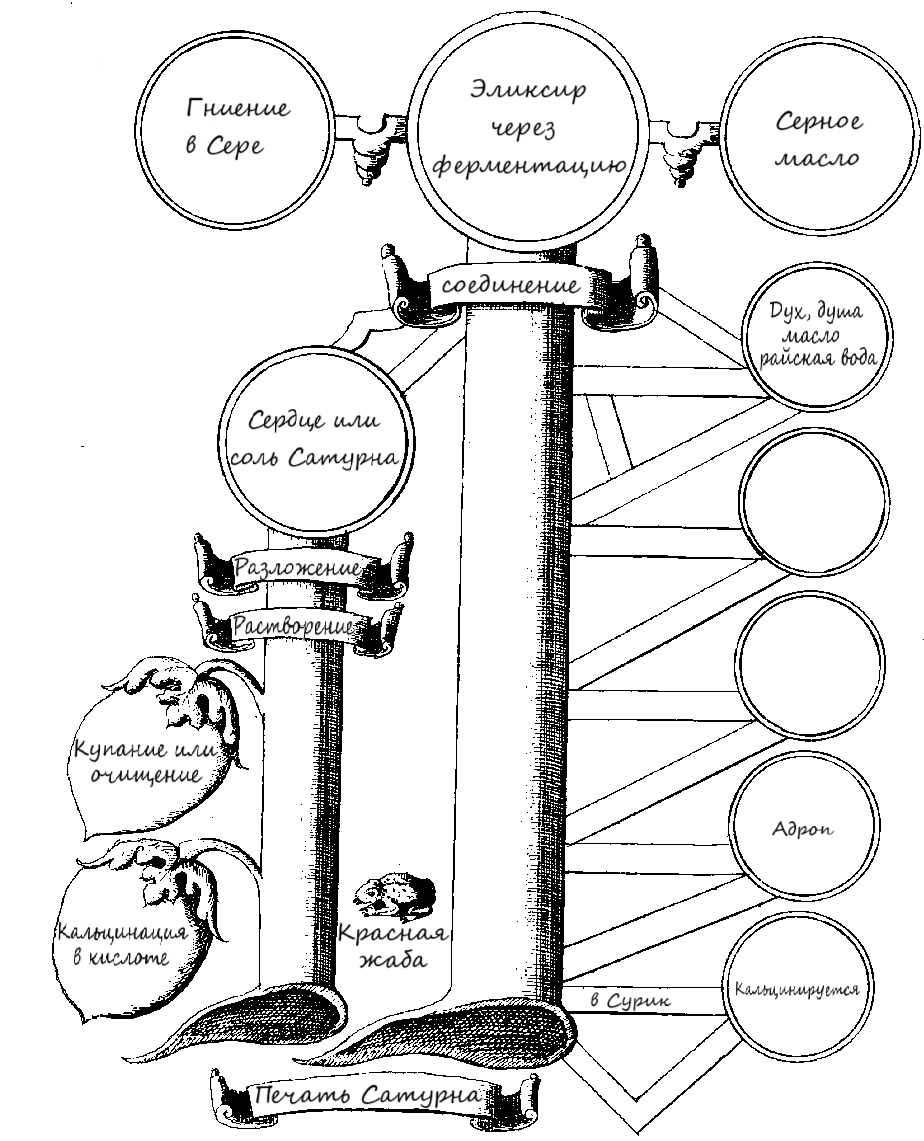 Гниение
в Сере
Эликсир
через
ферментацию
Серное
масло
соединение
Дух, душа
масло
райская вода
Сердце или
соль Сатурна
Разложение
Растворение
Купание или
очищение
Адроп
Красная
жаба
Кальцинация
в кислоте
в Сурик
Кальцинируется
Печать Сатурна